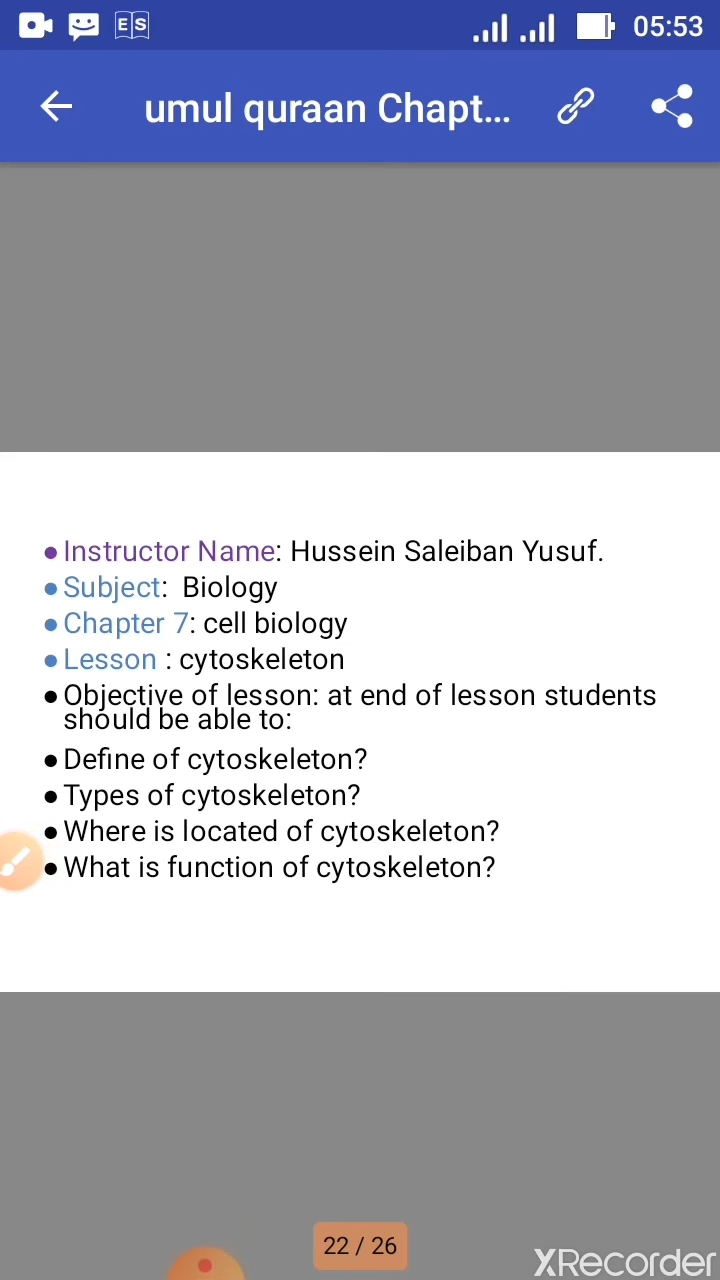 ES 05:53
umul quraan Chapt...
• Instructor Name: Hussein Saleiban Yusuf.
• Subject: Biology
• Chapter 7: cell biology
• Lesson : cytoskeleton
• Objective of lesson: at end of lesson students
should be able to:
• Define of cytoskeleton?
• Types of cytoskeleton?
• Where is located of cytoskeleton?
• What is function of cytoskeleton?
22 / 26
XRecorder